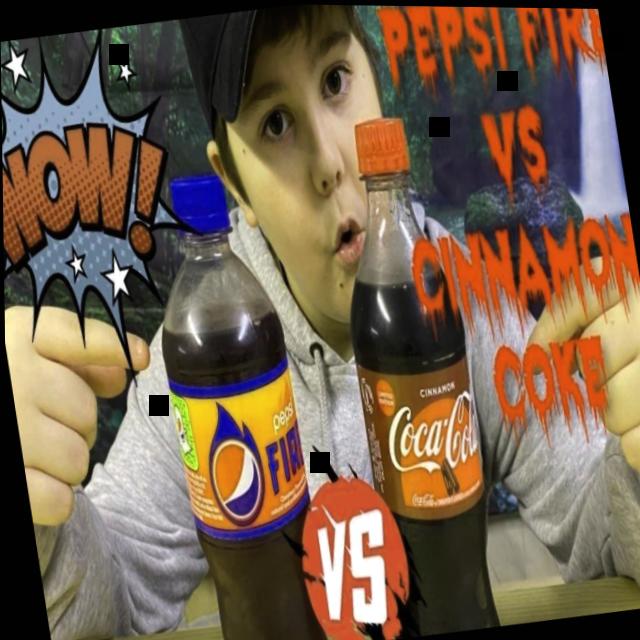 PEPSI FIRE
VS
CINNAMON
COKE
WOW!
pepsi
FIRE
CINNAMON
Coca-Cola
VS